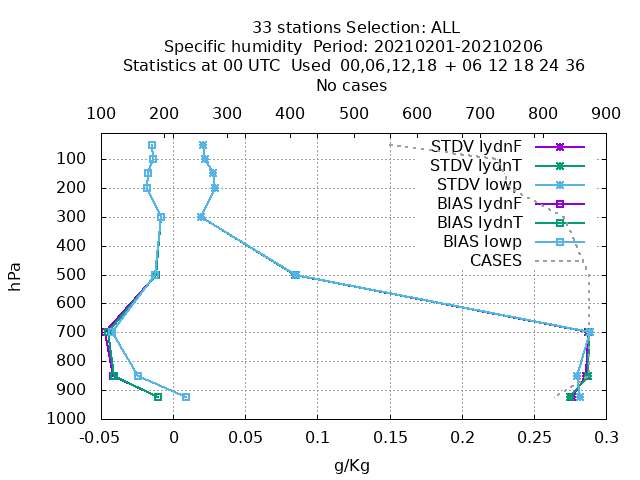 33 stations Selection: ALL
Specific humidity  Period: 20210201-20210206
Statistics at 00 UTC  Used  00,06,12,18  + 06 12 18 24 36
No cases
100 200 300 400 500 600 700 800 900
STDV lydnF
STDV lydnT
STDV lowp
BIAS lydnF
BIAS lydnT
BIAS lowp
CASES
hPa
100
200
300
400
500
600
700
800
900
1000
-0.05 0 0.05 0.1 0.15 0.2 0.25 0.3
g/Kg